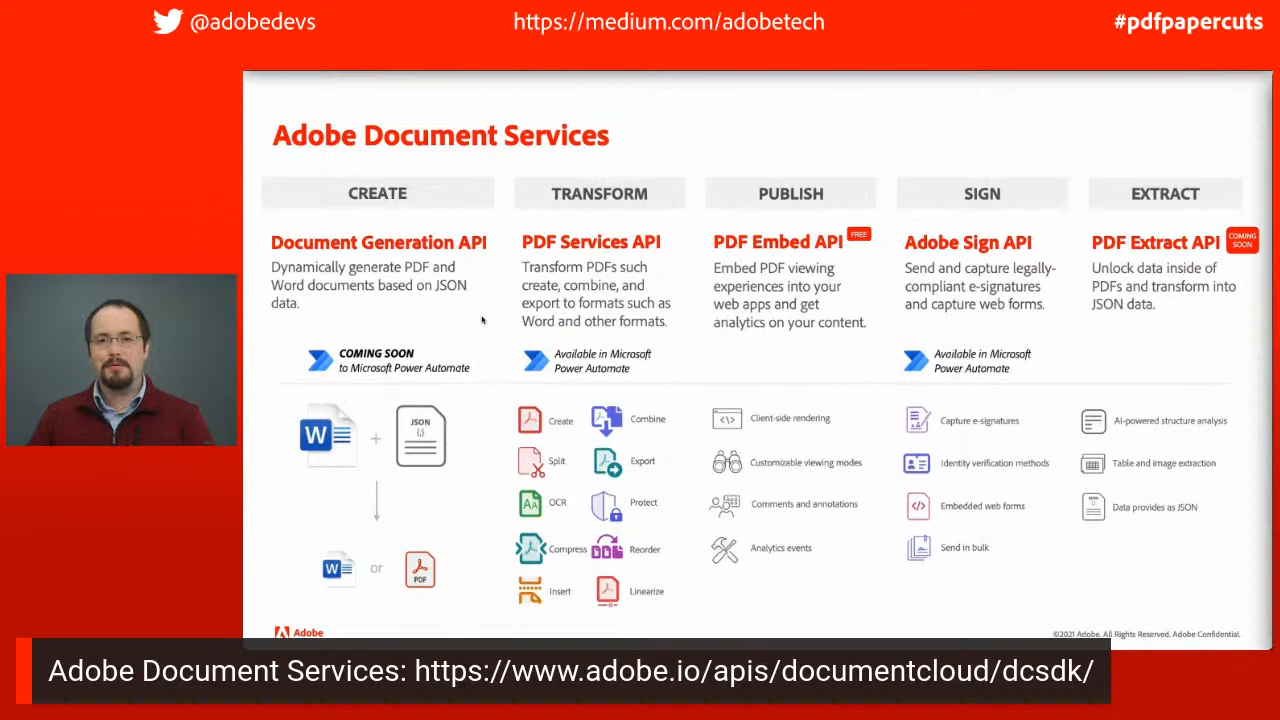 @adobedevs
https://medium.com/adobetech
#pdfpapercuts
Adobe Document Services
CREATE
Document Generation API
Dynamically generate PDF and
Word documents based on JSON
data.
COMING SOON
to Microsoft Power Automate
W
+
JSON
{;}
W
or
PDF
TRANSFORM
PDF Services API
Transform PDFs such
create, combine, and
export to formats such as
Word and other formats.
Available in Microsoft
Power Automate
Create
Combine
Split
Export
OCR
Protect
Compress
Reorder
Insert
Linearize
PUBLISH
PDF Embed API
FREE
Embed PDF viewing
experiences into your
web apps and get
analytics on your content.
Client-side rendering
Customizable viewing modes
Comments and annotations
Analytics events
SIGN
Adobe Sign API
Send and capture legally-
compliant e-signatures
and capture web forms.
Available in Microsoft
Power Automate
Capture e-signatures
Identity verification methods
Embedded web forms
Send in bulk
EXTRACT
PDF Extract API
COMING
SOON
Unlock data inside of
PDFs and transform into
JSON data.
AI-powered structure analysis
Table and image extraction
Data provides as JSON
Adobe
©2021 Adobe. All Rights Reserved. Adobe Confidential.
Adobe Document Services: https://www.adobe.io/apis/documentcloud/dcsdk/